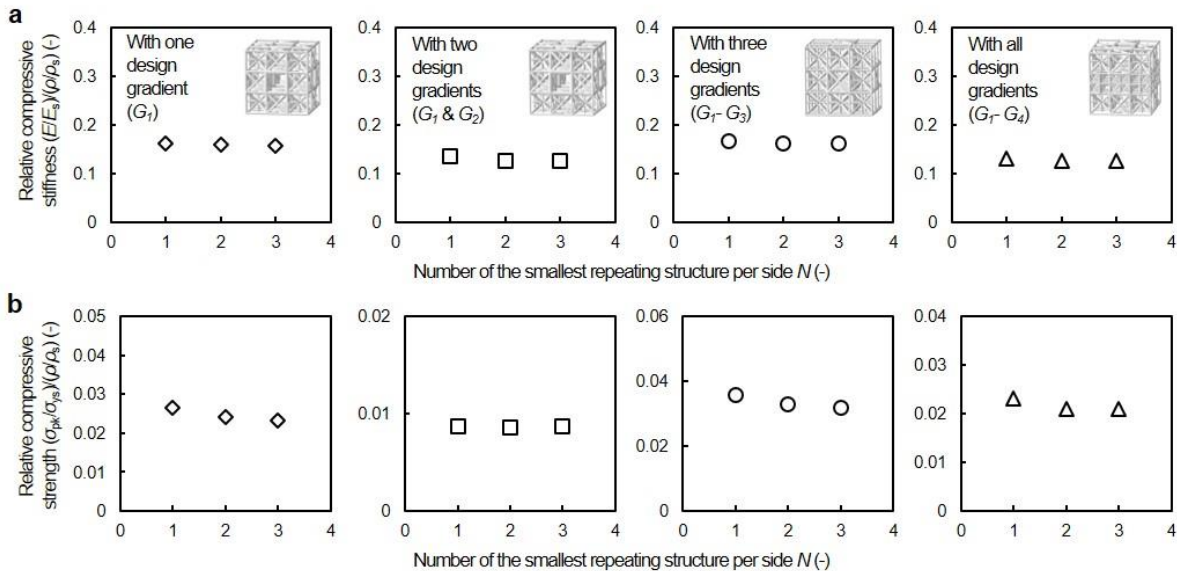 a
Relative compressive
stiffness (E/Es)/(ρ/ρs) (-)
0.4
0.3
0.2
0.1
0
With one
design
gradient
(G1)
0 1 2 3 4
0.4
0.3
0.2
0.1
0
With two
design
gradients
(G1 & G2)
0 1 2 3 4
0.4
0.3
0.2
0.1
0
With three
design
gradients
(G1- G3)
0 1 2 3 4
0.4
0.3
0.2
0.1
0
With all
design
gradients
(G1- G4)
0 1 2 3 4
Number of the smallest repeating structure per side N (-)
b
Relative compressive
strength (σpk/σys)/(ρ/ρs) (-)
0.05
0.04
0.03
0.02
0.01
0
0 1 2 3 4
0.02
0.01
0
0 1 2 3 4
0.06
0.04
0.02
0
0 1 2 3 4
0.04
0.03
0.02
0.01
0
0 1 2 3 4
Number of the smallest repeating structure per side N (-)